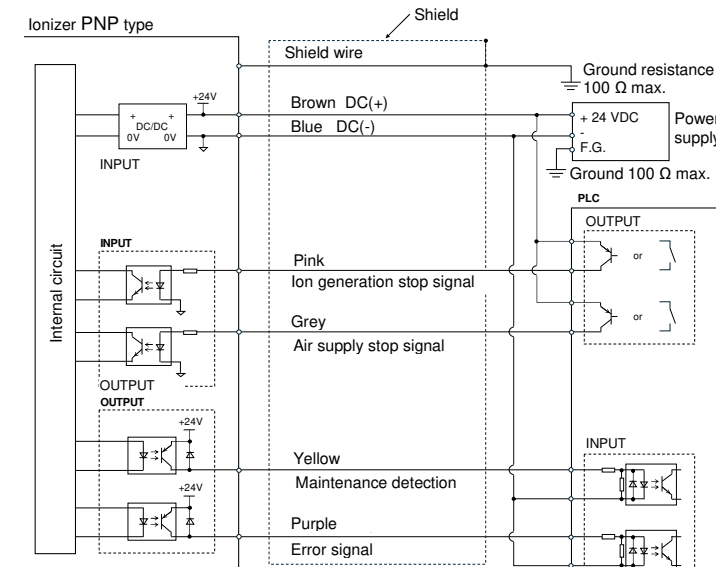 Shield
Ionizer PNP type
Shield wire
Ground resistance
100 Ω max.
+24V
Brown DC(+)
+ +
DC/DC
0V 0V
Blue DC(-)
+ 24 VDC
-
F.G.
Power
supply
INPUT
Ground 100 Ω max.
PLC
OUTPUT
INPUT
Internal circuit
Pink
Ion generation stop signal
or
Grey
Air supply stop signal
or
OUTPUT
OUTPUT
+24V
INPUT
Yellow
Maintenance detection
+24V
Purple
Error signal